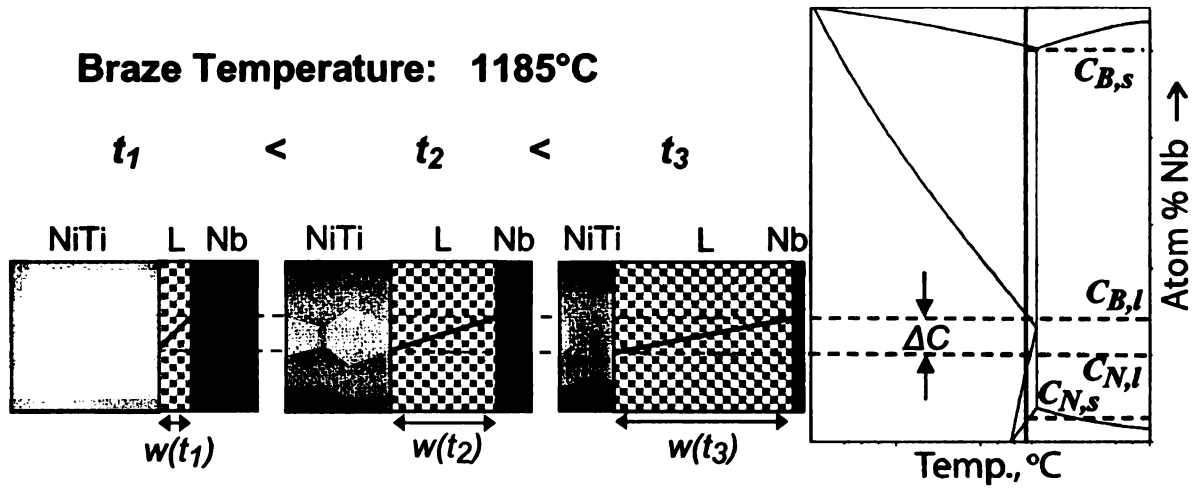 Braze Temperature: 1185°C
t1 < t2 < t3
NiTi L Nb NiTi L Nb NiTi L Nb
w(t1) w(t2) w(t3)
CB,s
CB,l
ΔC
CN,l
CN,s
Atom % Nb →
Temp., °C